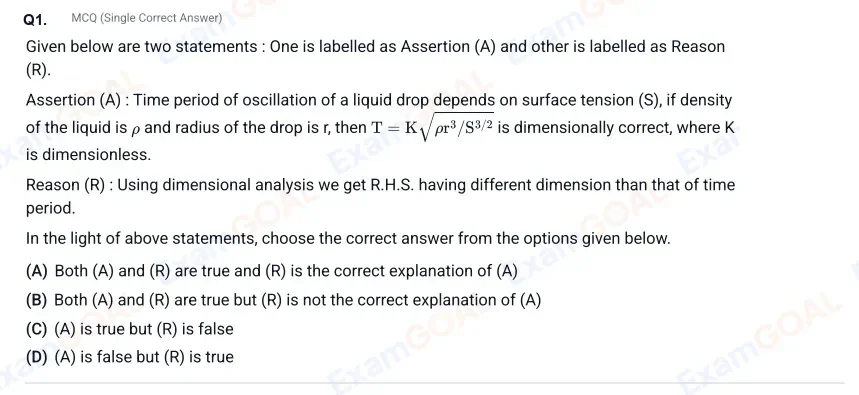 Q1. MCQ (Single Correct Answer)
Given below are two statements : One is labelled as Assertion (A) and other is labelled as Reason
(R).
Assertion (A) : Time period of oscillation of a liquid drop depends on surface tension (S), if density
of the liquid is ρ and radius of the drop is r, then T = K√(ρr³/S^{3/2}) is dimensionally correct, where K
is dimensionless.
Reason (R) : Using dimensional analysis we get R.H.S. having different dimension than that of time
period.
In the light of above statements, choose the correct answer from the options given below.
(A) Both (A) and (R) are true and (R) is the correct explanation of (A)
(B) Both (A) and (R) are true but (R) is not the correct explanation of (A)
(C) (A) is true but (R) is false
(D) (A) is false but (R) is true